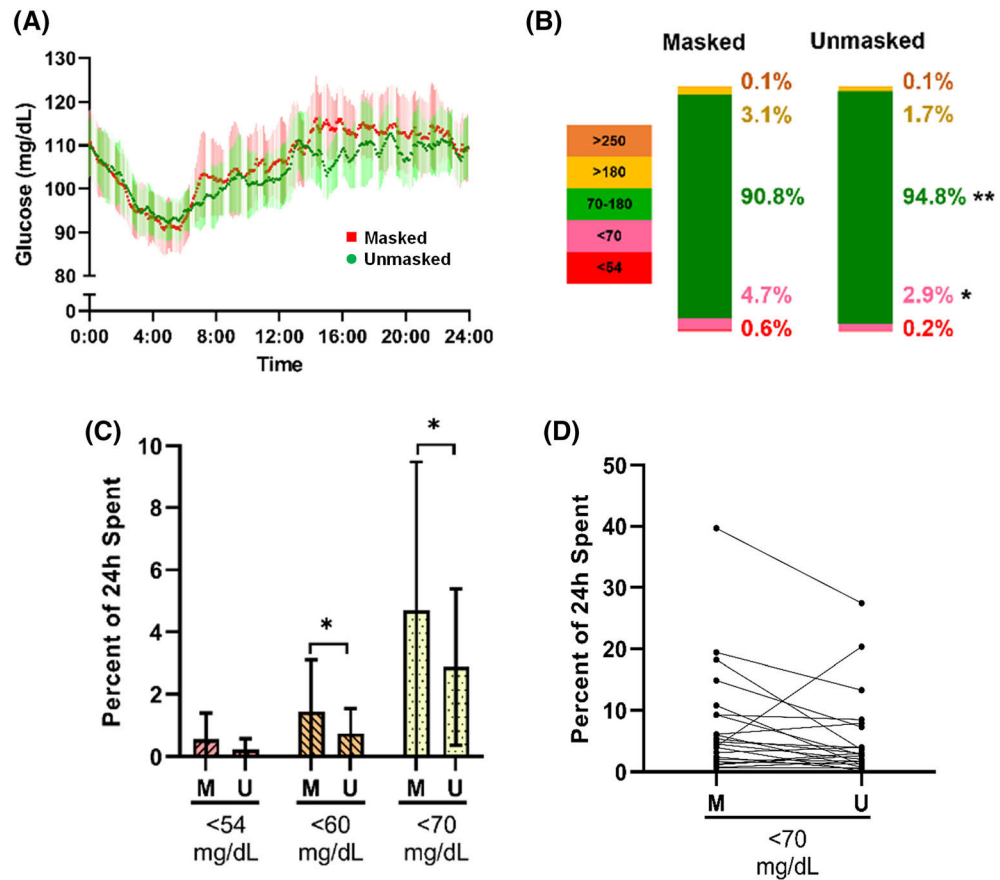 (A)
130
120
110
100
90
80
0
Glucose (mg/dL)
Masked
Unmasked
0:00 4:00 8:00 12:00 16:00 20:00 24:00
Time
(B)
Masked Unmasked
>250
>180
70-180
<70
<54
0.1%
3.1%
90.8%
4.7%
0.6%
0.1%
1.7%
94.8% **
2.9% *
0.2%
(C)
10
8
6
4
2
0
Percent of 24h Spent
*
*
M U M U M U
<54 <60 <70
mg/dL mg/dL mg/dL
(D)
50
40
30
20
10
0
Percent of 24h Spent
M U
<70
mg/dL